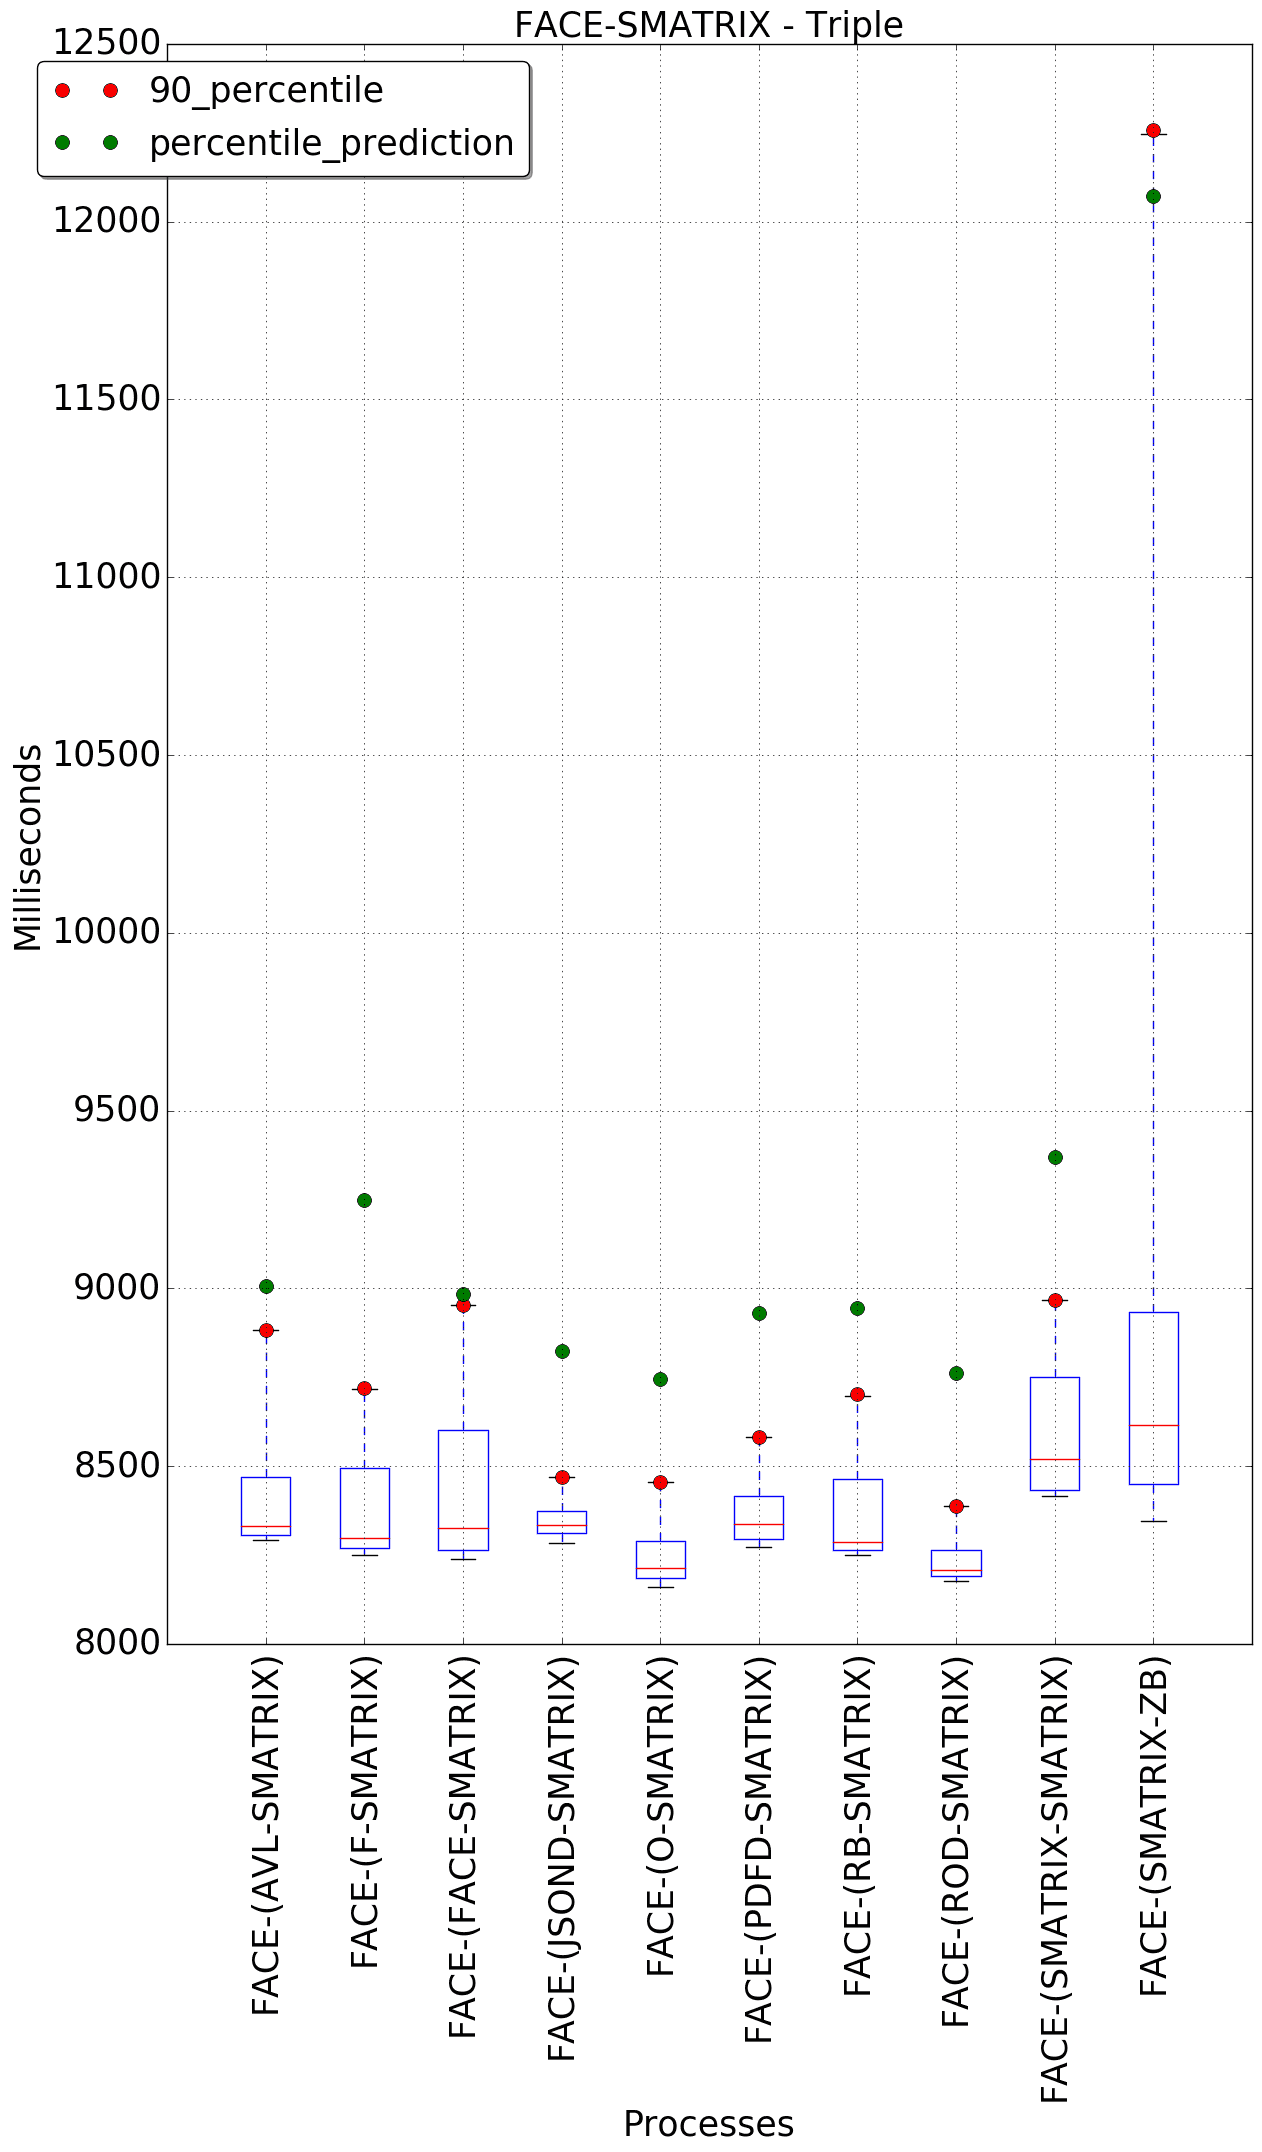 FACE-SMATRIX - Triple
90_percentile
percentile_prediction
12500
12000
11500
11000
10500
10000
9500
9000
8500
8000
Milliseconds
FACE-(AVL-SMATRIX)
FACE-(F-SMATRIX)
FACE-(FACE-SMATRIX)
FACE-(JSOND-SMATRIX)
FACE-(O-SMATRIX)
FACE-(PDFD-SMATRIX)
FACE-(RB-SMATRIX)
FACE-(ROD-SMATRIX)
FACE-(SMATRIX-SMATRIX)
FACE-(SMATRIX-ZB)
Processes